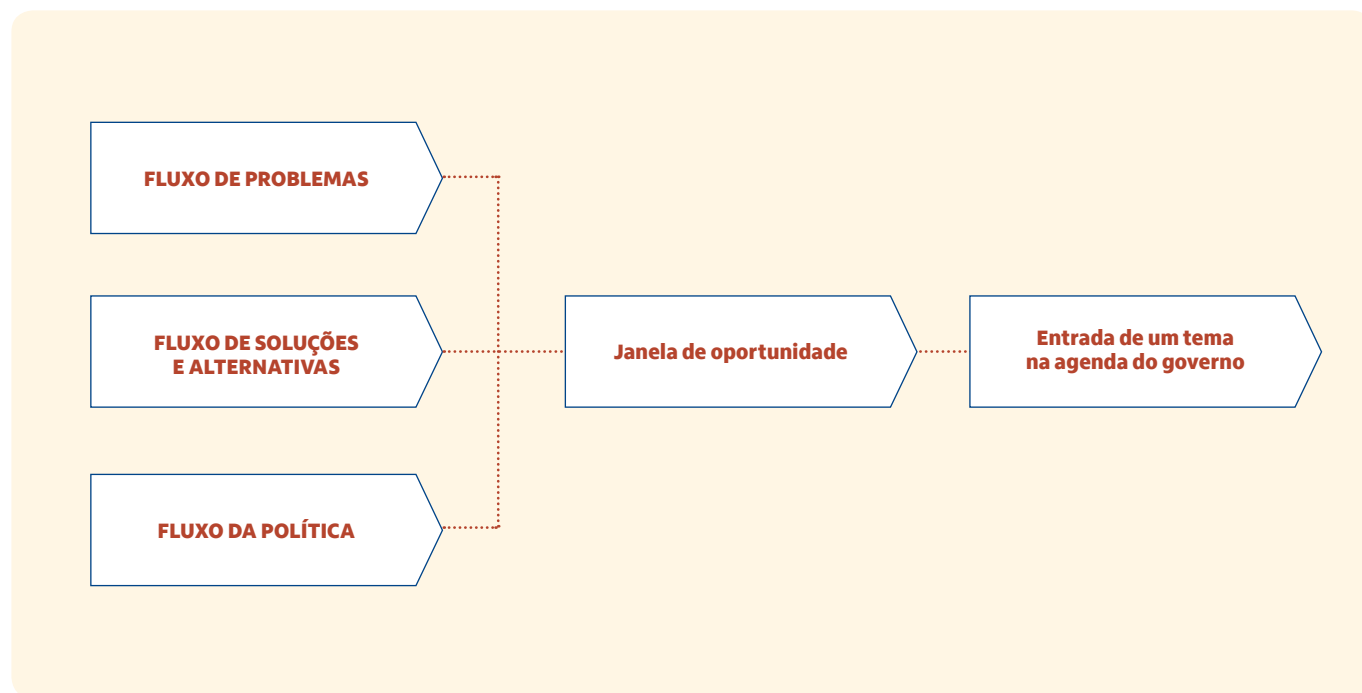 FLUXO DE PROBLEMAS
FLUXO DE SOLUÇÕES
E ALTERNATIVAS
FLUXO DA POLÍTICA
Janela de oportunidade
Entrada de um tema
na agenda do governo